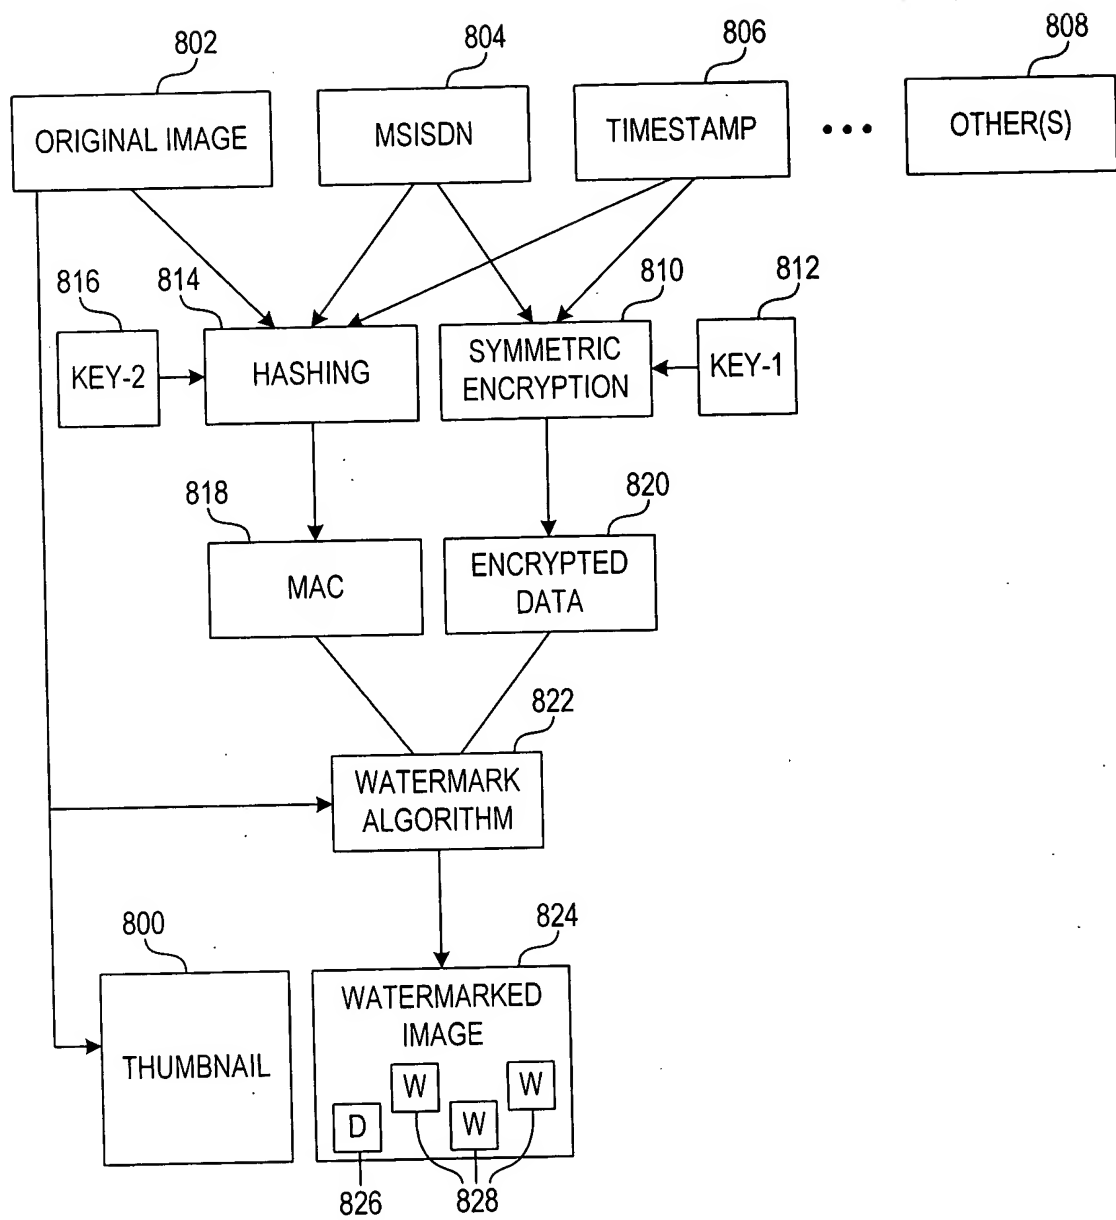 802
804
806
808
ORIGINAL IMAGE
MSISDN
TIMESTAMP
•••
OTHER(S)
816
814
810
812
KEY-2
HASHING
SYMMETRIC
ENCRYPTION
KEY-1
818
820
MAC
ENCRYPTED
DATA
822
WATERMARK
ALGORITHM
800
824
THUMBNAIL
WATERMARKED
IMAGE
W
W
D
W
826
828